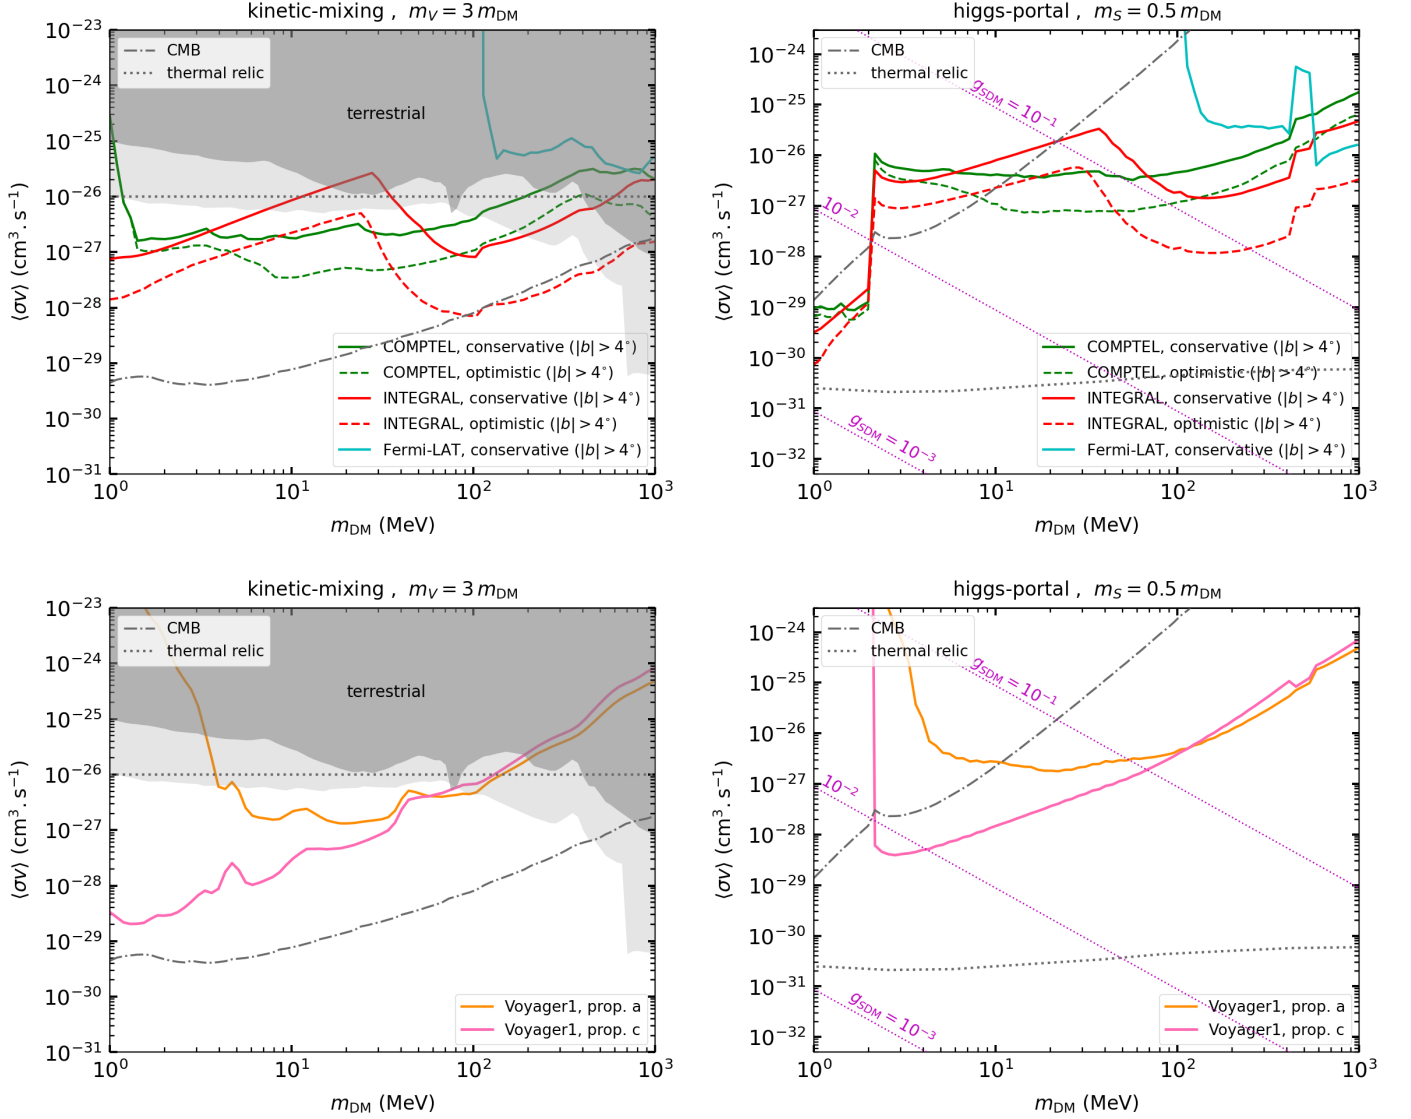 kinetic-mixing , m_V = 3 m_DM
10^-23
10^-24
10^-25
10^-26
10^-27
10^-28
10^-29
10^-30
10^-31
⟨σv⟩ (cm³. s⁻¹)
CMB
thermal relic
terrestrial
COMPTEL, conservative (|b| > 4°)
COMPTEL, optimistic (|b| > 4°)
INTEGRAL, conservative (|b| > 4°)
INTEGRAL, optimistic (|b| > 4°)
Fermi-LAT, conservative (|b| > 4°)
10^0 10^1 10^2 10^3
m_DM (MeV)
higgs-portal , m_S = 0.5 m_DM
10^-24
10^-25
10^-26
10^-27
10^-28
10^-29
10^-30
10^-31
10^-32
⟨σv⟩ (cm³. s⁻¹)
CMB
thermal relic
g_SDM = 10^-1
10^-2
g_SDM = 10^-3
COMPTEL, conservative (|b| > 4°)
COMPTEL, optimistic (|b| > 4°)
INTEGRAL, conservative (|b| > 4°)
INTEGRAL, optimistic (|b| > 4°)
Fermi-LAT, conservative (|b| > 4°)
10^0 10^1 10^2 10^3
m_DM (MeV)
kinetic-mixing , m_V = 3 m_DM
10^-23
10^-24
10^-25
10^-26
10^-27
10^-28
10^-29
10^-30
10^-31
⟨σv⟩ (cm³. s⁻¹)
CMB
thermal relic
terrestrial
Voyager1, prop. a
Voyager1, prop. c
10^0 10^1 10^2 10^3
m_DM (MeV)
higgs-portal , m_S = 0.5 m_DM
10^-24
10^-25
10^-26
10^-27
10^-28
10^-29
10^-30
10^-31
10^-32
⟨σv⟩ (cm³. s⁻¹)
CMB
thermal relic
g_SDM = 10^-1
10^-2
g_SDM = 10^-3
Voyager1, prop. a
Voyager1, prop. c
10^0 10^1 10^2 10^3
m_DM (MeV)